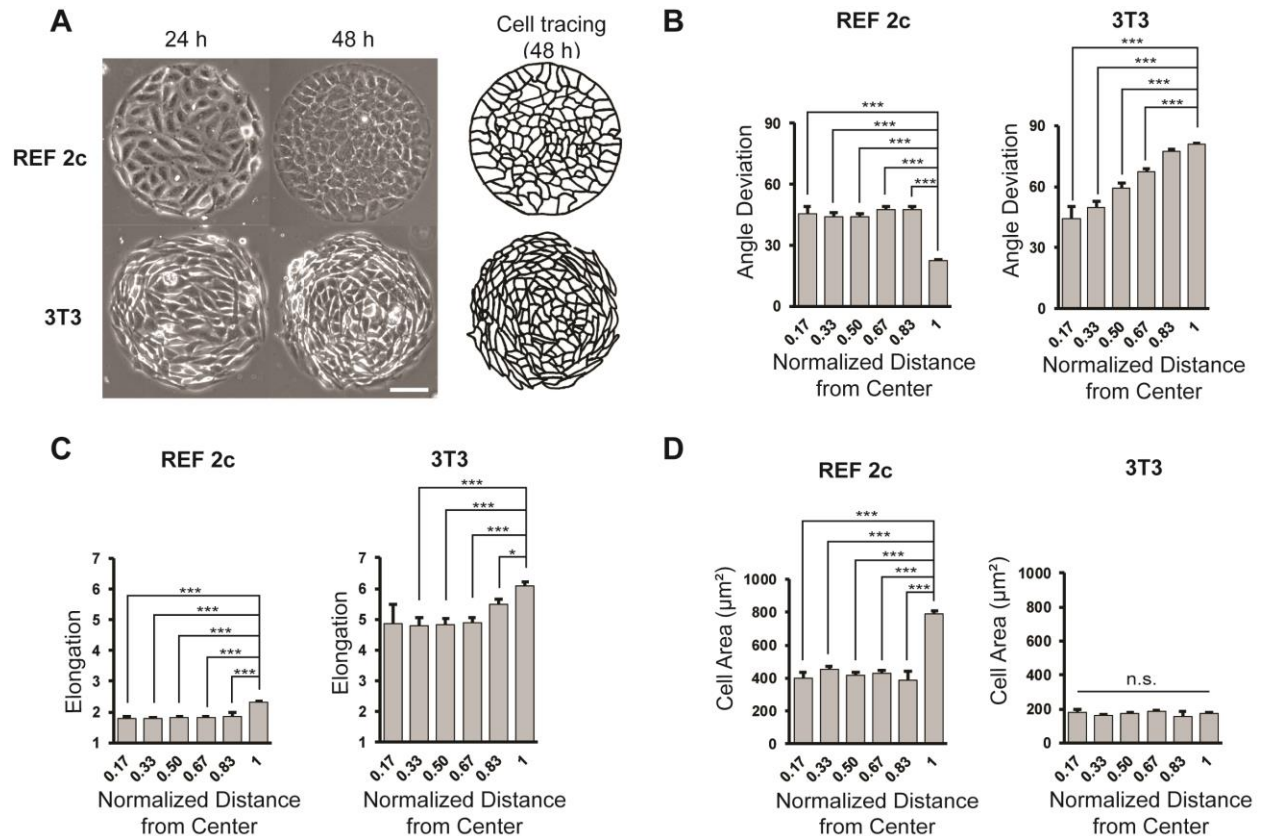 A
24 h
48 h
Cell tracing
(48 h)
REF 2c
3T3
B
REF 2c
***
***
***
***
***
90
60
30
0
Angle Deviation
0.17 0.33 0.50 0.67 0.83 1
Normalized Distance
from Center
3T3
***
***
***
***
90
60
30
0
Angle Deviation
0.17 0.33 0.50 0.67 0.83 1
Normalized Distance
from Center
C
REF 2c
***
***
***
***
***
7
6
5
4
3
2
1
Elongation
0.17 0.33 0.50 0.67 0.83 1
Normalized Distance
from Center
3T3
***
***
***
*
7
6
5
4
3
2
1
Elongation
0.17 0.33 0.50 0.67 0.83 1
Normalized Distance
from Center
D
REF 2c
***
***
***
***
***
1000
800
600
400
200
0
Cell Area (μm²)
0.17 0.33 0.50 0.67 0.83 1
Normalized Distance
from Center
3T3
n.s.
1000
800
600
400
200
0
Cell Area (μm²)
0.17 0.33 0.50 0.67 0.83 1
Normalized Distance
from Center